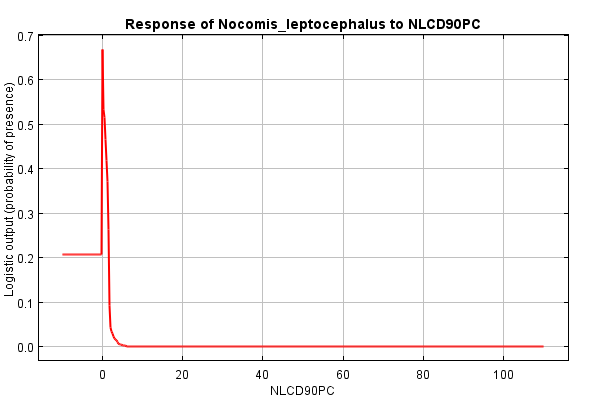 Response of Nocomis_leptocephalus to NLCD90PC
Logistic output (probability of presence)
0.7
0.6
0.5
0.4
0.3
0.2
0.1
0.0
0 20 40 60 80 100
NLCD90PC